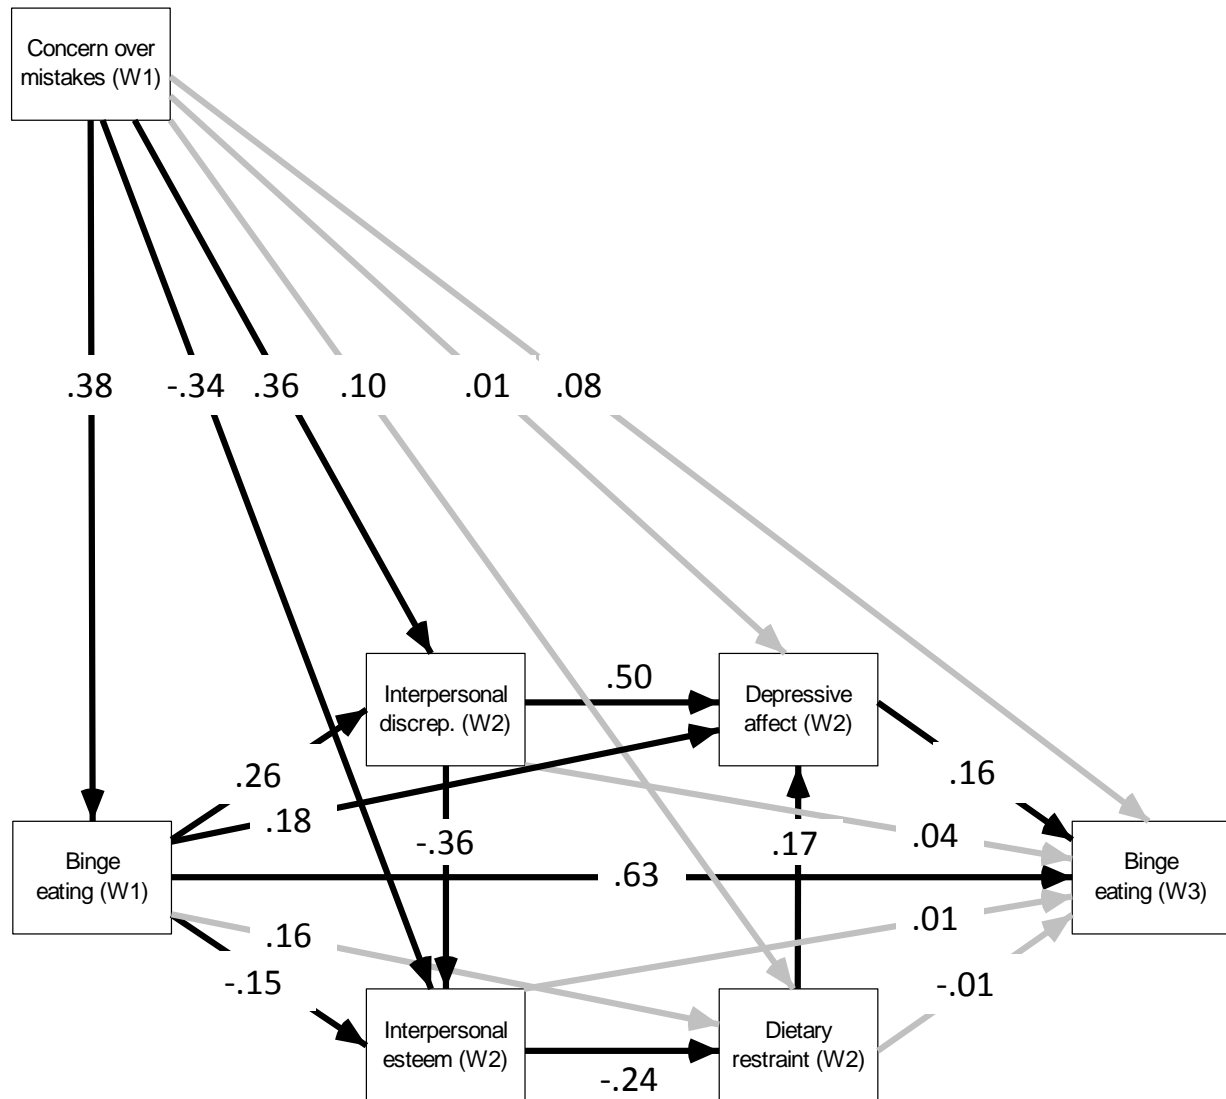 Concern over
mistakes (W1)
.38
-.34
.36
.10
.01
.08
Interpersonal
discrep. (W2)
.50
Depressive
affect (W2)
.26
.18
-.36
.17
.16
.04
Binge
eating (W1)
.63
Binge
eating (W3)
.16
-.15
.01
-.01
Interpersonal
esteem (W2)
-.24
Dietary
restraint (W2)